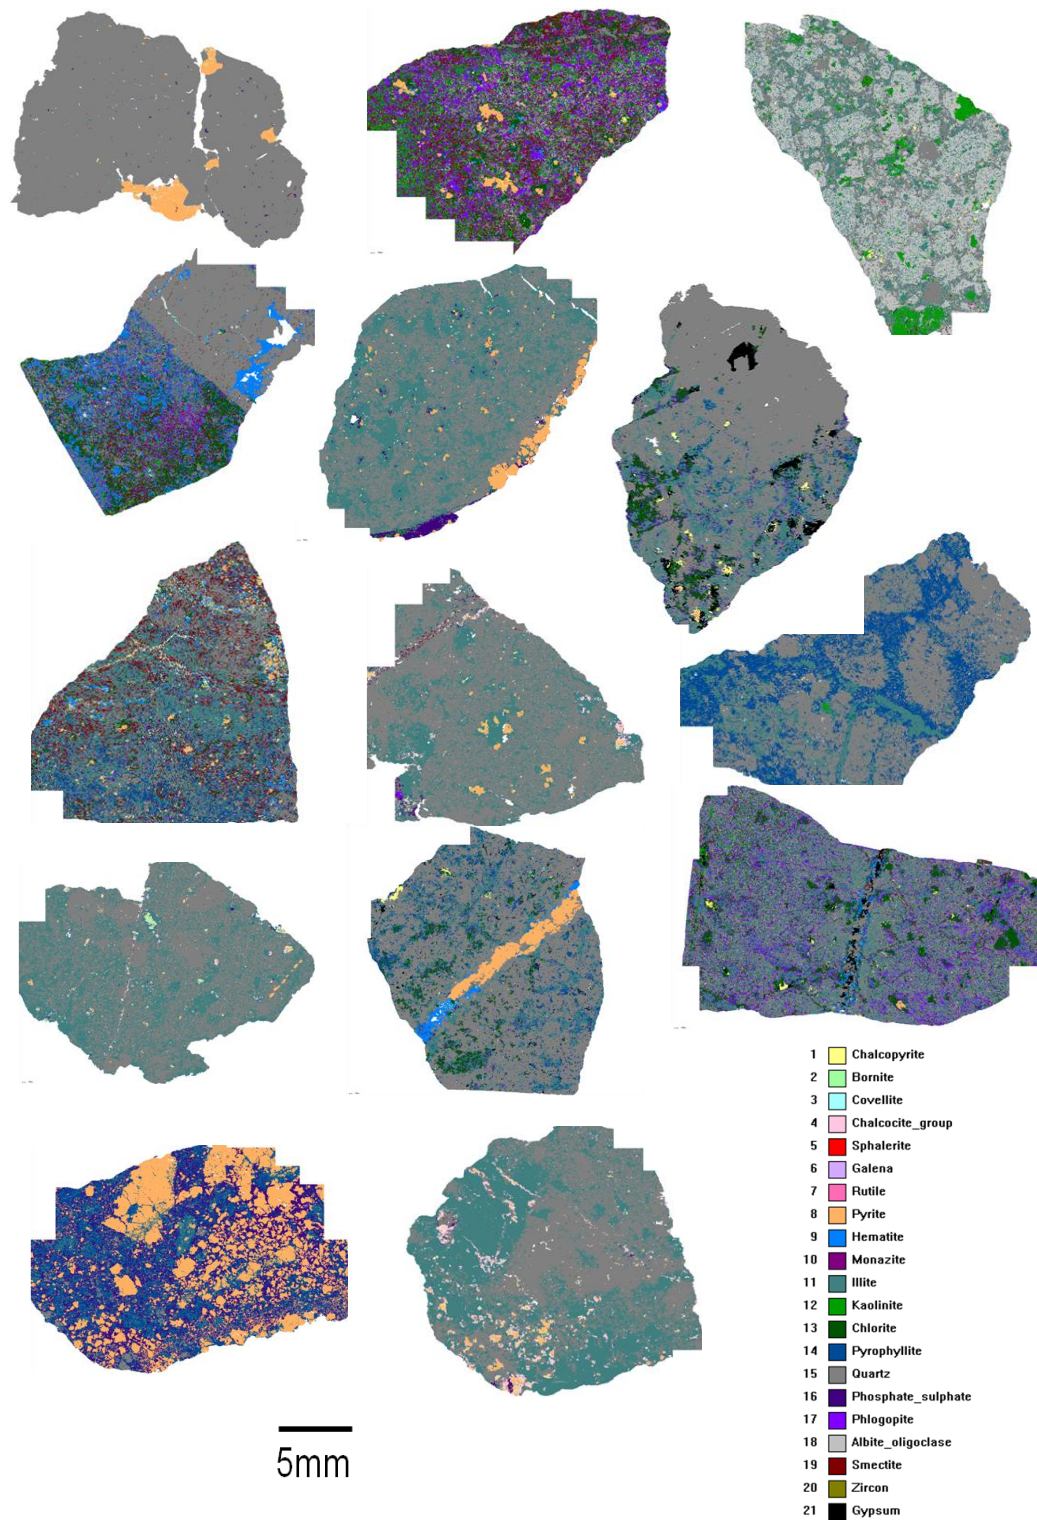 1 Chalcopyrite
2 Bornite
3 Covellite
4 Chalcocite_group
5 Sphalerite
6 Galena
7 Rutile
8 Pyrite
9 Hematite
10 Monazite
11 Illite
12 Kaolinite
13 Chlorite
14 Pyrophyllite
15 Quartz
16 Phosphate_sulphate
17 Phlogopite
18 Albite_oligoclase
19 Smectite
20 Zircon
21 Gypsum
5mm